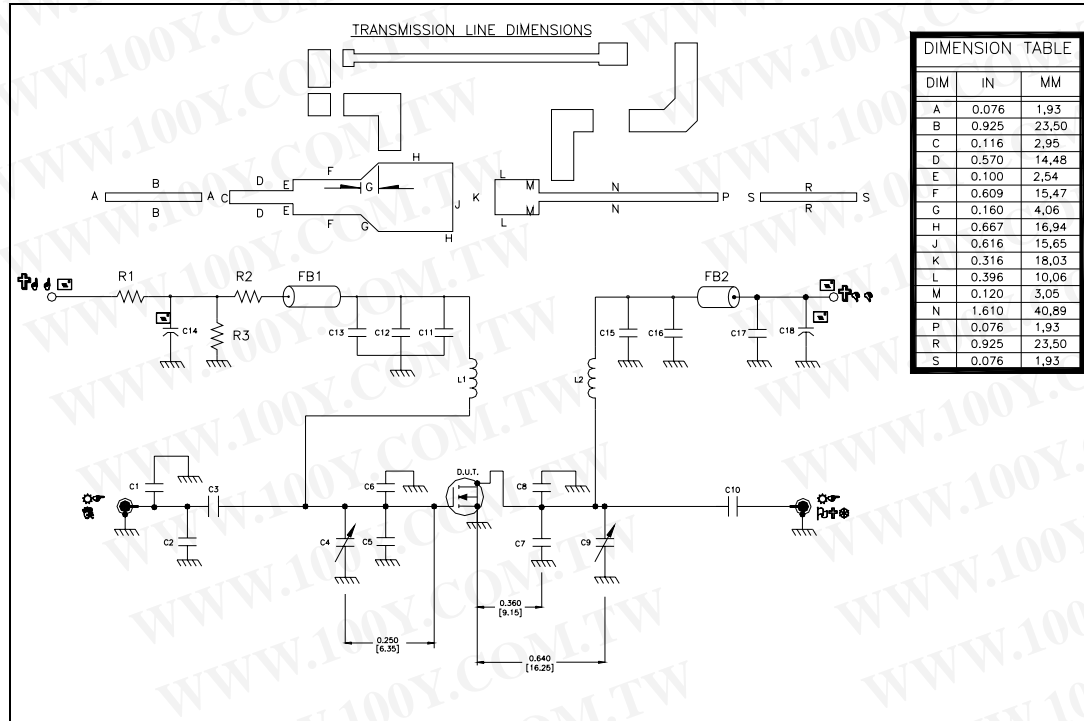 TRANSMISSION LINE DIMENSIONS
DIMENSION TABLE
DIM IN MM
A 0.076 1,93
B 0.925 23,50
C 0.116 2,95
D 0.570 14,48
E 0.100 2,54
F 0.609 15,47
G 0.160 4,06
H 0.667 16,94
J 0.616 15,65
K 0.316 18,03
L 0.396 10,06
M 0.120 3,05
N 1.610 40,89
P 0.076 1,93
R 0.925 23,50
S 0.076 1,93
A B A C D E F G H J K L M N P S R S
B D E F G H L M N R
R1 R2 FB1 FB2
C14 R3 C13 C12 C11 C15 C16 C17 C18
L1 L2
D.U.T.
C1 C3 C6 C8 C10
C2 C4 C5 C7 C9
0.360
[9.15]
0.250
[6.35]
0.640
[16.25]
WWW.100Y.COM.TW